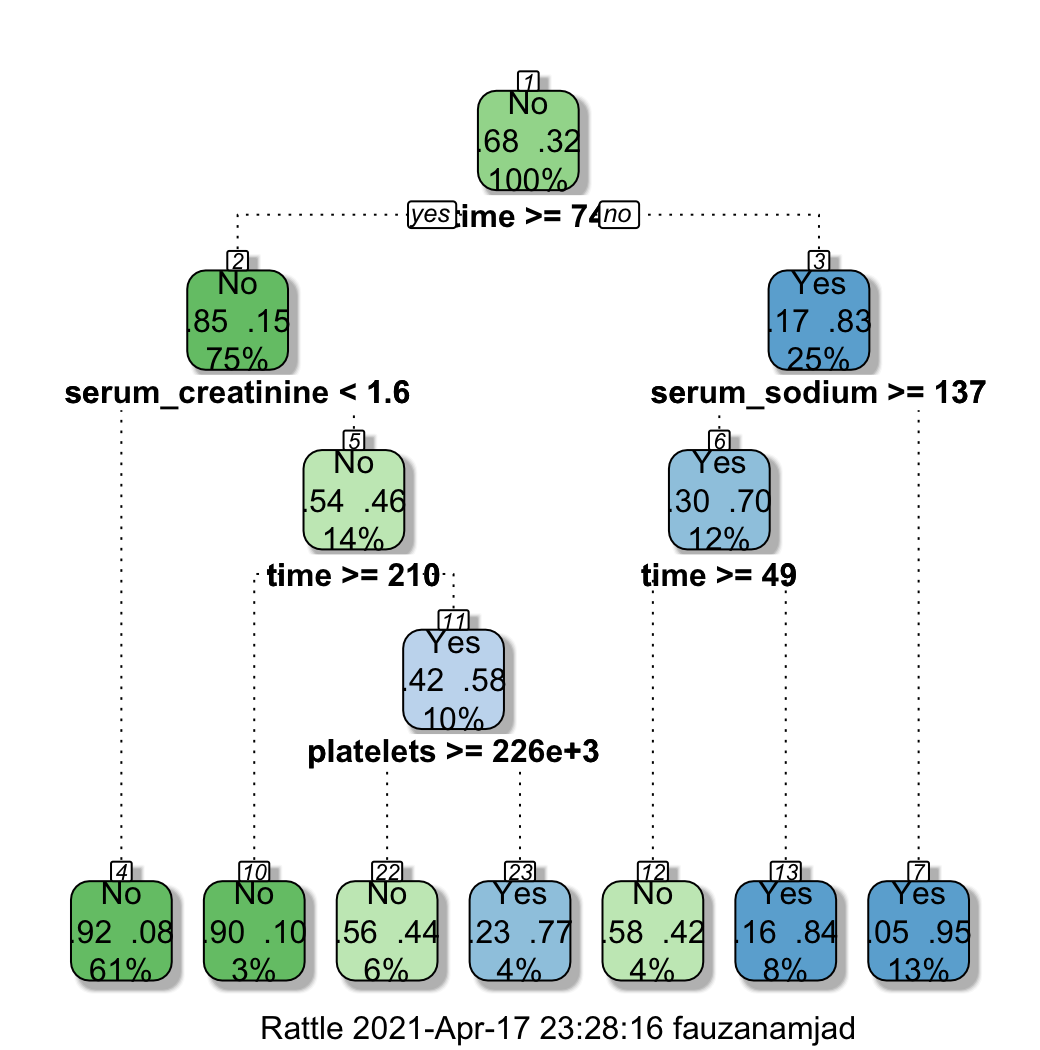 1
No
.68 .32
100%
yes time >= 74 no
2
No
.85 .15
75%
3
Yes
.17 .83
25%
serum_creatinine < 1.6
serum_sodium >= 137
5
No
.54 .46
14%
6
Yes
.30 .70
12%
time >= 210
time >= 49
11
Yes
.42 .58
10%
platelets >= 226e+3
4
No
.92 .08
61%
10
No
.90 .10
3%
22
No
.56 .44
6%
23
Yes
.23 .77
4%
12
No
.58 .42
4%
13
Yes
.16 .84
8%
7
Yes
.05 .95
13%
Rattle 2021-Apr-17 23:28:16 fauzanamjad